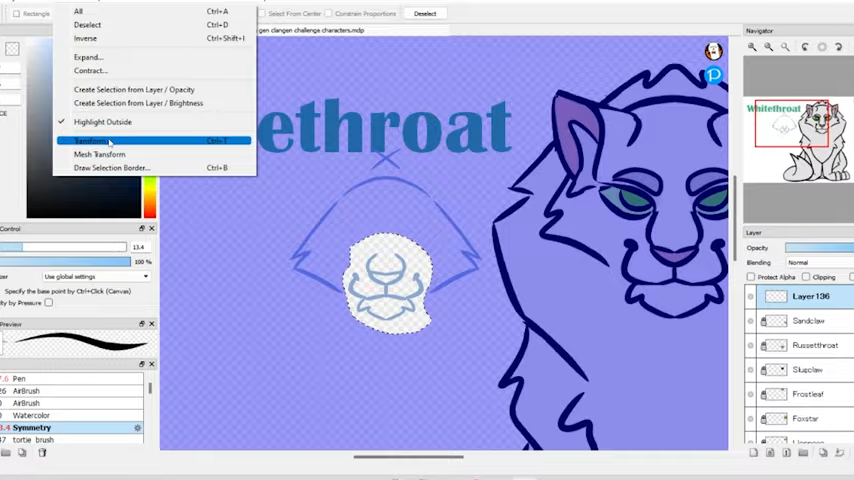 Rectangle
Select From Center
Constrain Proportions
Deselect
All Ctrl+A
Deselect Ctrl+D
Inverse Ctrl+Shift+I
Expand...
Contract...
Create Selection from Layer / Opacity
Create Selection from Layer / Brightness
Highlight Outside
Transform... Ctrl+T
Mesh Transform
Draw Selection Border... Ctrl+B
gen clangen challenge characters.mdp
Control
13.4
100 %
Use global settings
Specify the base point by Ctrl+Click (Canvas)
by Pressure
Preview
Pen
AirBrush
AirBrush
Watercolor
Symmetry
tortie brush
ethroat
Navigator
Whitethroat
Layer
Opacity
Blending Normal
Protect Alpha Clipping
Layer136
Sandclaw
Russetthroat
Slugclaw
Frostleaf
Foxstar